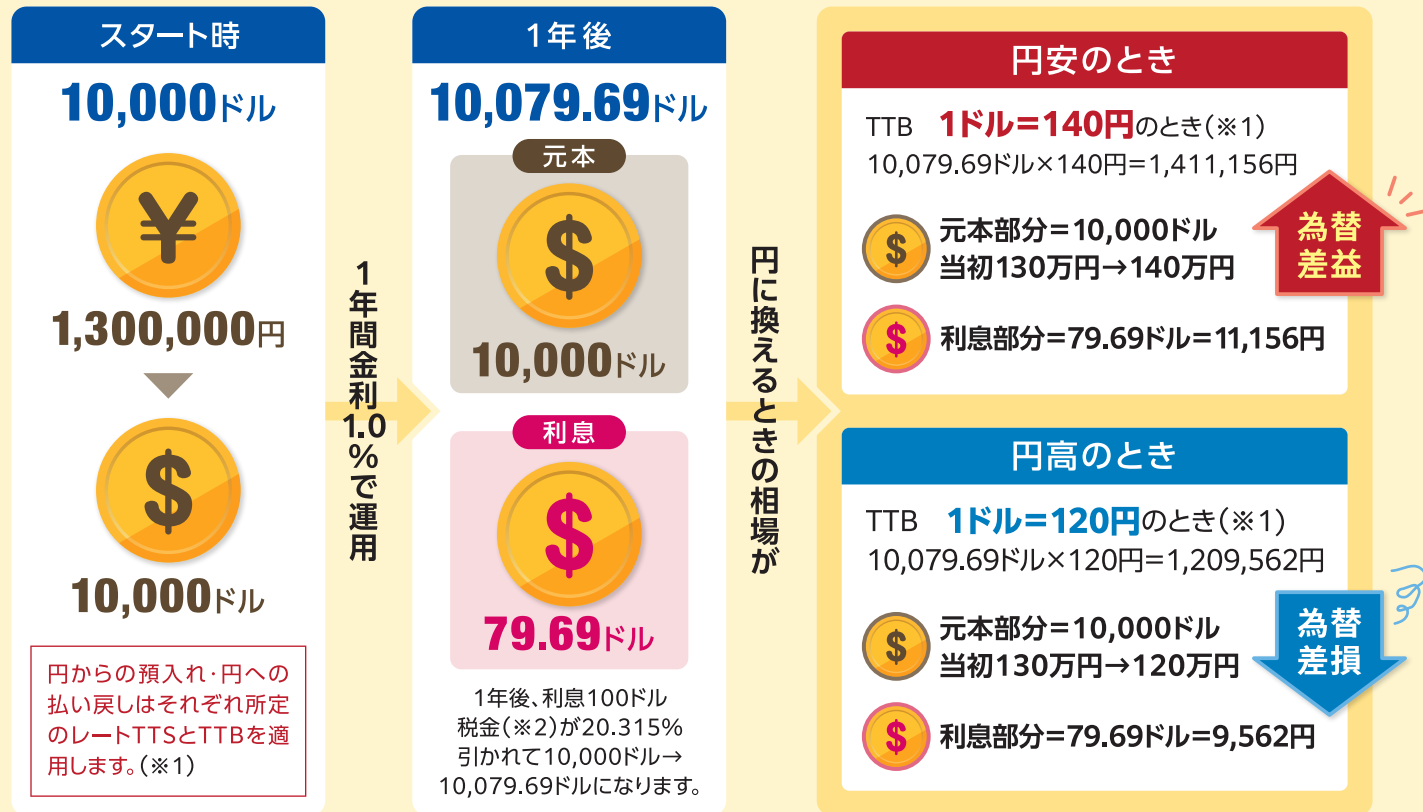 スタート時
10,000ドル
¥
1,300,000円
$
10,000ドル
円からの預入れ・円への
払い戻しはそれぞれ所定
のレートTTSとTTBを適
用します。(※1)
1年間金利1.0%で運用
1年後
10,079.69ドル
元本
$
10,000ドル
利息
$
79.69ドル
1年後、利息100ドル
税金(※2)が20.315%
引かれて10,000ドル→
10,079.69ドルになります。
円に換えるときの相場が
円安のとき
TTB 1ドル=140円のとき(※1)
10,079.69ドル×140円=1,411,156円
$ 元本部分=10,000ドル
当初130万円→140万円
$ 利息部分=79.69ドル=11,156円
為替
差益
円高のとき
TTB 1ドル=120円のとき(※1)
10,079.69ドル×120円=1,209,562円
$ 元本部分=10,000ドル
当初130万円→120万円
$ 利息部分=79.69ドル=9,562円
為替
差損